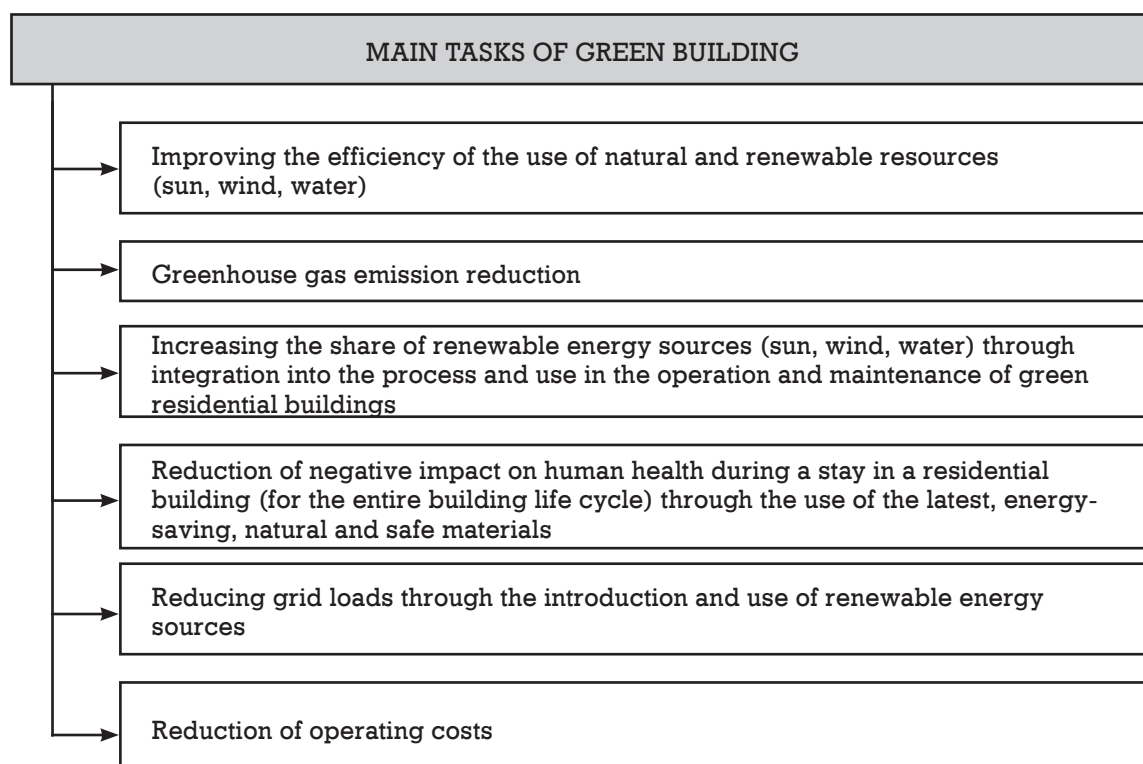 MAIN TASKS OF GREEN BUILDING
Improving the efficiency of the use of natural and renewable resources
(sun, wind, water)
Greenhouse gas emission reduction
Increasing the share of renewable energy sources (sun, wind, water) through
integration into the process and use in the operation and maintenance of green
residential buildings
Reduction of negative impact on human health during a stay in a residential
building (for the entire building life cycle) through the use of the latest, energy-
saving, natural and safe materials
Reducing grid loads through the introduction and use of renewable energy
sources
Reduction of operating costs